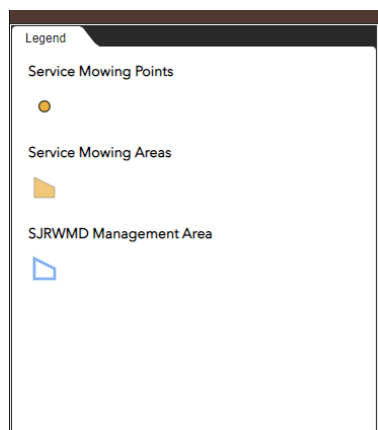 Legend
Service Mowing Points
Service Mowing Areas
SJRWMD Management Area